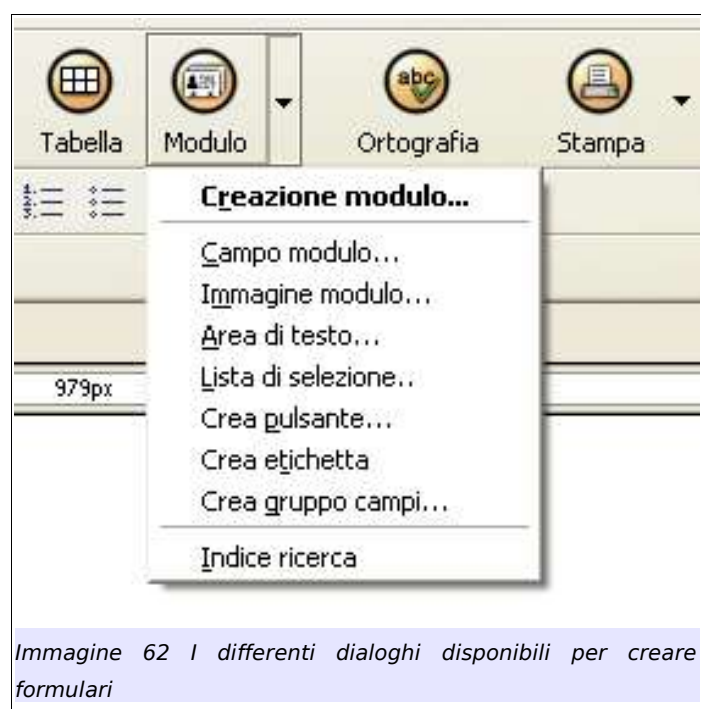 Tabella Modulo Ortografia Stampa
Creazione modulo...
Campo modulo...
Immagine modulo...
Area di testo...
Lista di selezione..
979px
Crea pulsante...
Crea etichetta
Crea gruppo campi...
Indice ricerca
Immagine 62 I differenti dialoghi disponibili per creare
formulari